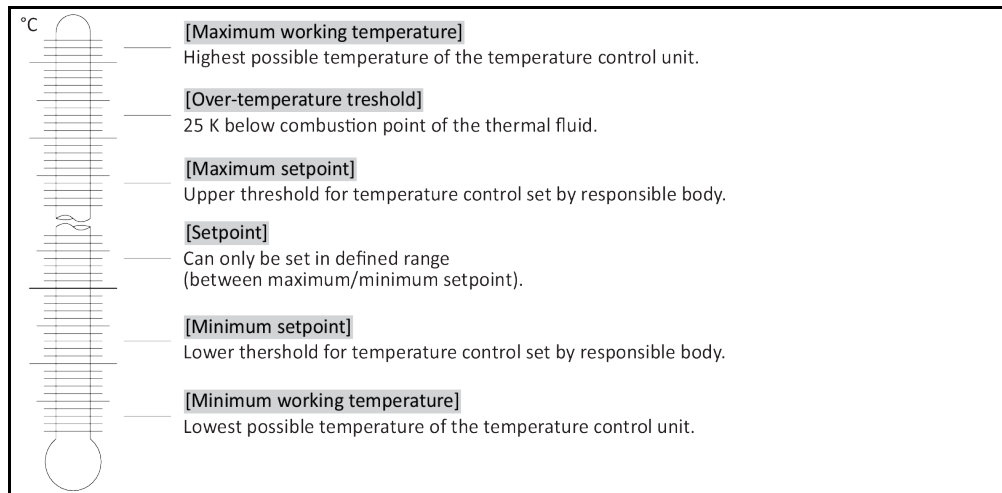 °C
[Maximum working temperature]
Highest possible temperature of the temperature control unit.
[Over-temperature treshold]
25 K below combustion point of the thermal fluid.
[Maximum setpoint]
Upper threshold for temperature control set by responsible body.
[Setpoint]
Can only be set in defined range
(between maximum/minimum setpoint).
[Minimum setpoint]
Lower thershold for temperature control set by responsible body.
[Minimum working temperature]
Lowest possible temperature of the temperature control unit.